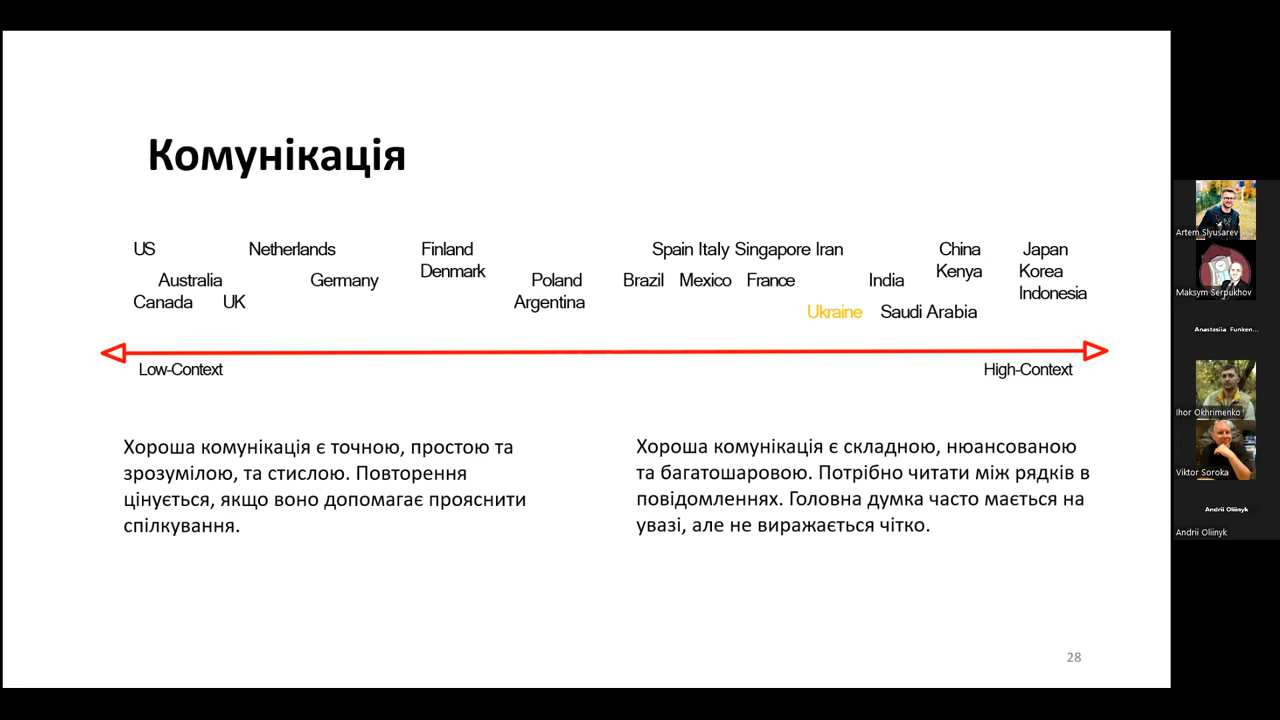 Комунікація
US Netherlands Finland Spain Italy Singapore Iran China Japan
Denmark Kenya Korea
Australia Germany Poland Brazil Mexico France India
Canada UK Argentina Indonesia
Ukraine Saudi Arabia
Low-Context High-Context
Хороша комунікація є точною, простою та
зрозумілою, та стислою. Повторення
цінується, якщо воно допомагає прояснити
спілкування.
Хороша комунікація є складною, нюансованою
та багатошаровою. Потрібно читати між рядків в
повідомленнях. Головна думка часто мається на
увазі, але не виражається чітко.
28
Artem Slyusarev
Maksym Serpukhov
Anastasiia Funken...
Ihor Okhrimenko
Viktor Soroka
Andrii Oliinyk
Andrii Oliinyk